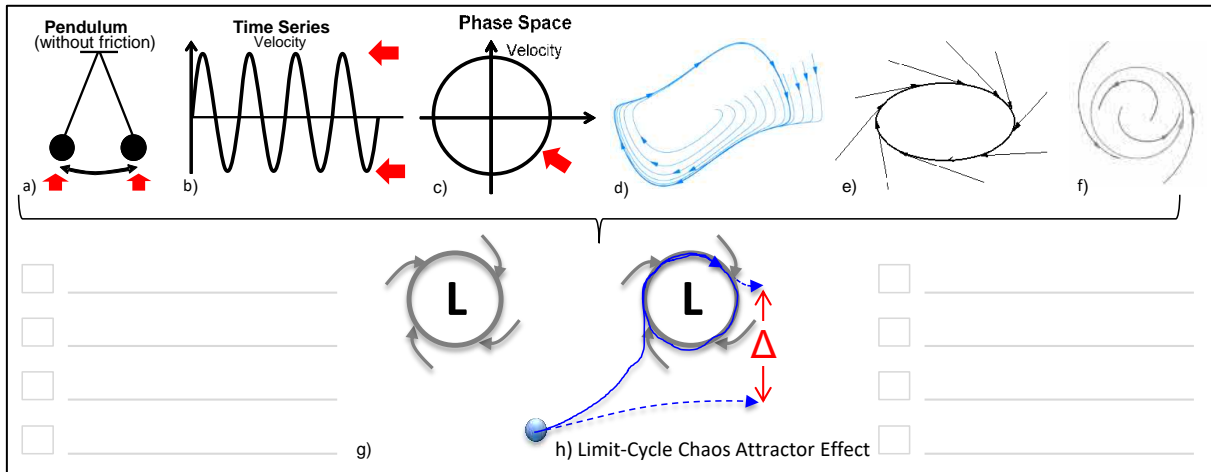 Pendulum
(without friction)
a)
Time Series
Velocity
b)
Phase Space
Velocity
c)
d)
e)
f)
L
g)
L
Δ
h) Limit-Cycle Chaos Attractor Effect